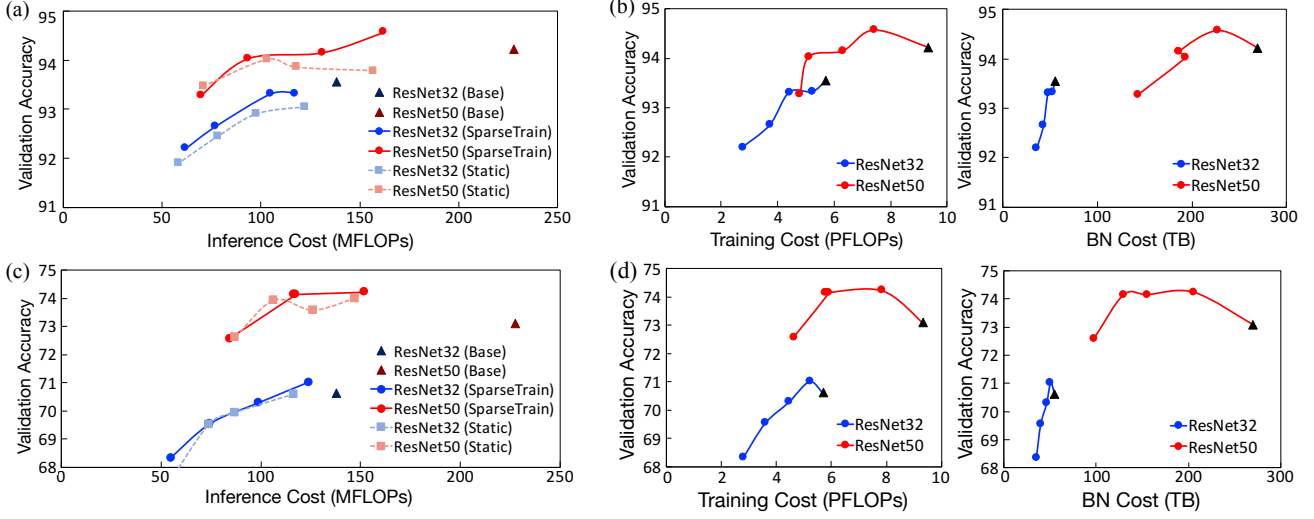 (a)
Validation Accuracy
95
94
93
92
91
0
50
100
150
200
250
Inference Cost (MFLOPs)
ResNet32 (Base)
ResNet50 (Base)
ResNet32 (SparseTrain)
ResNet50 (SparseTrain)
ResNet32 (Static)
ResNet50 (Static)
(b)
Validation Accuracy
95
94
93
92
91
0
2
4
6
8
10
Training Cost (PFLOPs)
ResNet32
ResNet50
Validation Accuracy
95
94
93
92
91
0
100
200
300
BN Cost (TB)
ResNet32
ResNet50
(c)
Validation Accuracy
75
74
73
72
71
70
69
68
0
50
100
150
200
250
Inference Cost (MFLOPs)
ResNet32 (Base)
ResNet50 (Base)
ResNet32 (SparseTrain)
ResNet50 (SparseTrain)
ResNet32 (Static)
ResNet50 (Static)
(d)
Validation Accuracy
75
74
73
72
71
70
69
68
0
2
4
6
8
10
Training Cost (PFLOPs)
ResNet32
ResNet50
Validation Accuracy
75
74
73
72
71
70
69
68
0
100
200
300
BN Cost (TB)
ResNet32
ResNet50